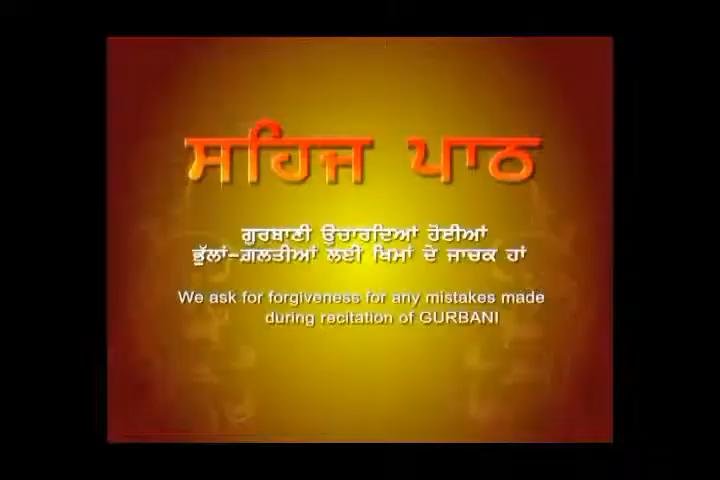 ਸਹਿਜ ਪਾਠ
ਗੁਰਬਾਣੀ ਉਚਾਰਦਿਆਂ ਹੋਈਆਂ
ਭੁੱਲਾਂ-ਗ਼ਲਤੀਆਂ ਲਈ ਖਿਮਾਂ ਦੇ ਜਾਚਕ ਹਾਂ
We ask for forgiveness for any mistakes made
during recitation of GURBANI